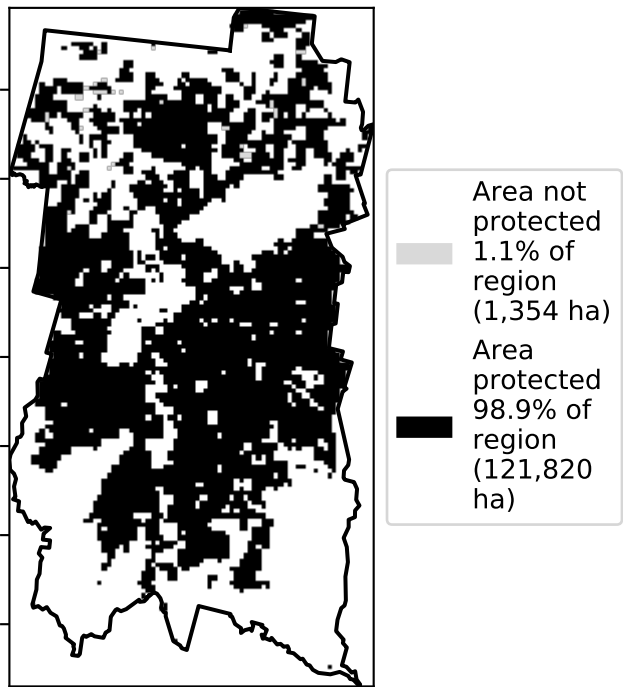 Area not
protected
1.1% of
region
(1,354 ha)
Area
protected
98.9% of
region
(121,820
ha)